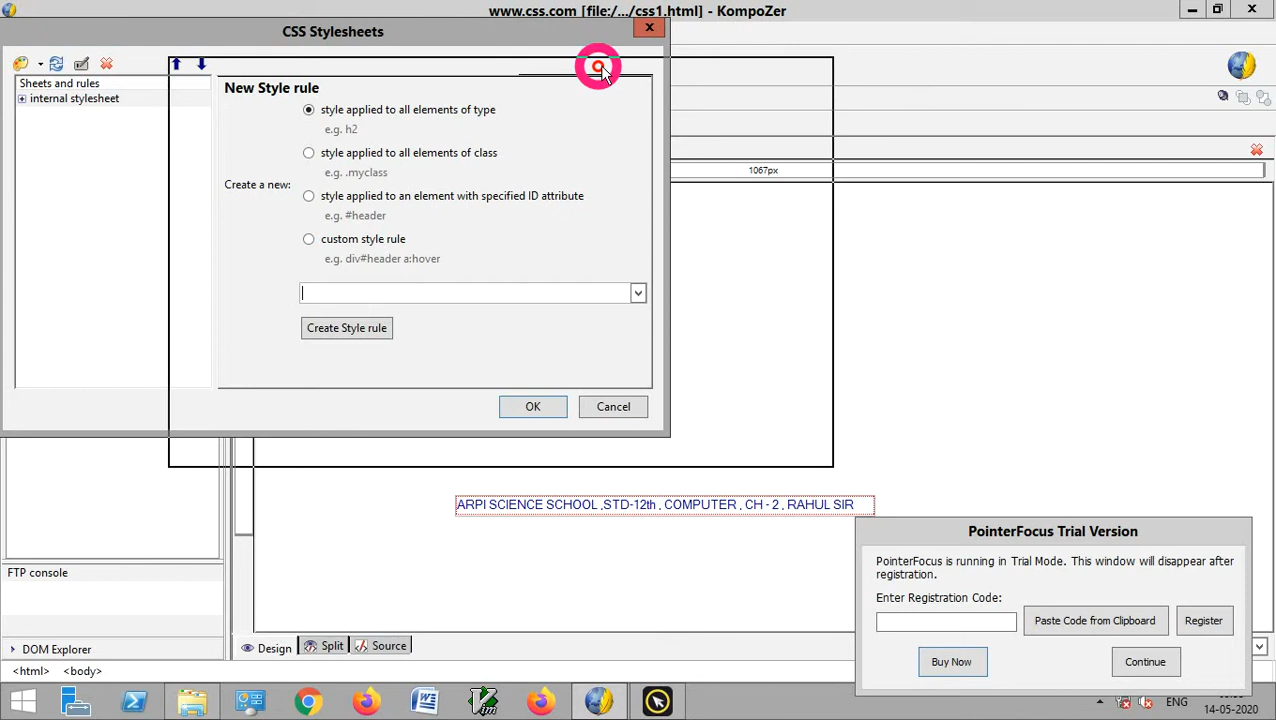 www.css.com [file:/.../css1.html] - KompoZer
CSS Stylesheets
Sheets and rules
internal stylesheet
New Style rule
style applied to all elements of type
e.g. h2
style applied to all elements of class
e.g. .myclass
Create a new:
style applied to an element with specified ID attribute
e.g. #header
custom style rule
e.g. div#header a:hover
Create Style rule
OK
Cancel
1067px
ARPI SCIENCE SCHOOL ,STD-12th , COMPUTER , CH - 2 , RAHUL SIR
PointerFocus Trial Version
PointerFocus is running in Trial Mode. This window will disappear after
registration.
Enter Registration Code:
Paste Code from Clipboard
Register
Buy Now
Continue
FTP console
DOM Explorer
Design
Split
Source
<html> <body>
ENG
14-05-2020